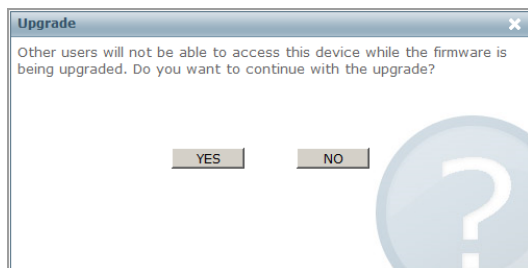 Upgrade
Other users will not be able to access this device while the firmware is
being upgraded. Do you want to continue with the upgrade?
YES NO